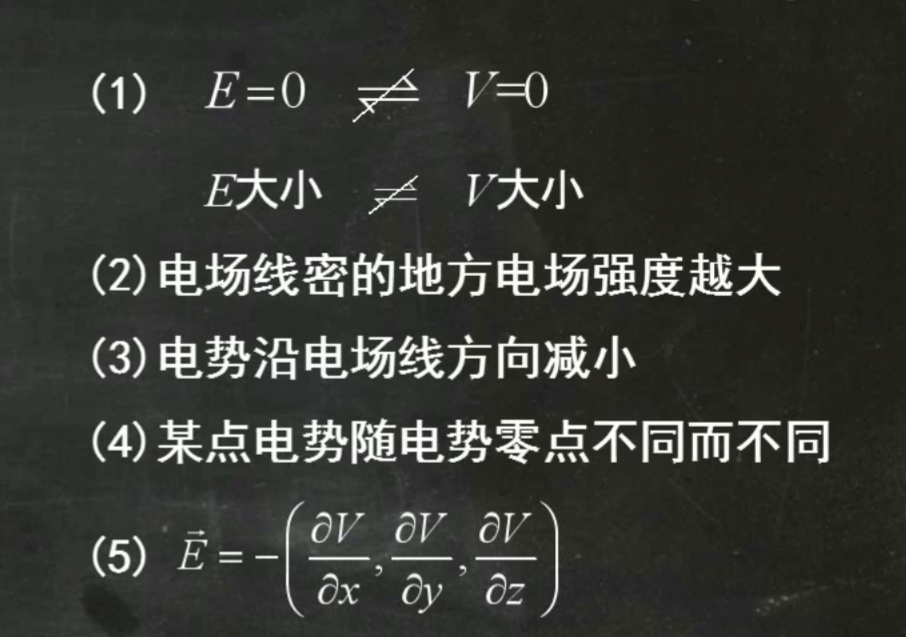 (1) E=0 ≠ V=0
E大小 ≠ V大小
(2)电场线密的地方电场强度越大
(3)电势沿电场线方向减小
(4)某点电势随电势零点不同而不同
(5) $\vec{E} = -\left(\frac{\partial V}{\partial x}, \frac{\partial V}{\partial y}, \frac{\partial V}{\partial z}\right)$